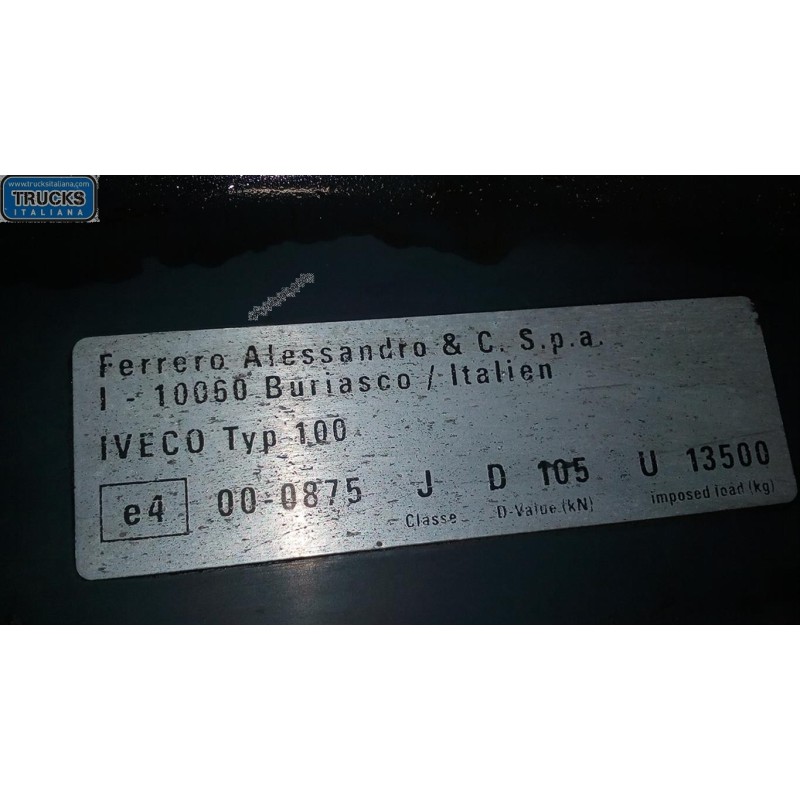 www.trucksitaliana.com
TRUCKS
ITALIANA
Ferrero Alessandro & C. S.p.a.
I - 10060 Buriasco / Italien
IVECO Typ 100
e4 00-0875 J D 105 U 13500
Classe D-Value (kN) imposed load (kg)